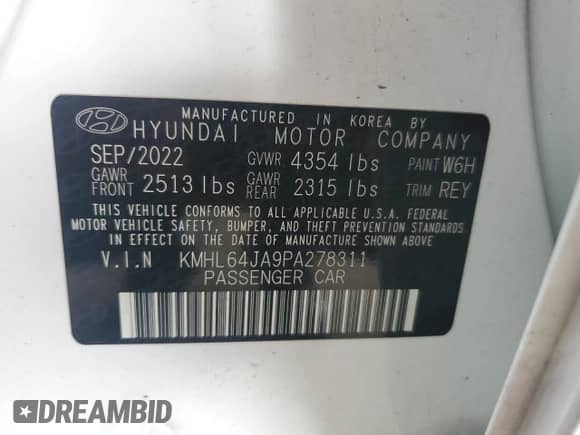 MANUFACTURED IN KOREA BY
HYUNDAI MOTOR COMPANY
SEP/2022 GVWR 4354 lbs PAINT W6H
GAWR FRONT 2513 lbs GAWR REAR 2315 lbs TRIM REY
THIS VEHICLE CONFORMS TO ALL APPLICABLE U.S.A. FEDERAL
MOTOR VEHICLE SAFETY, BUMPER, AND THEFT PREVENTION STANDARDS
IN EFFECT ON THE DATE OF MANUFACTURE SHOWN ABOVE
V.I.N KMHL64JA9PA278311
PASSENGER CAR
DREAMBID